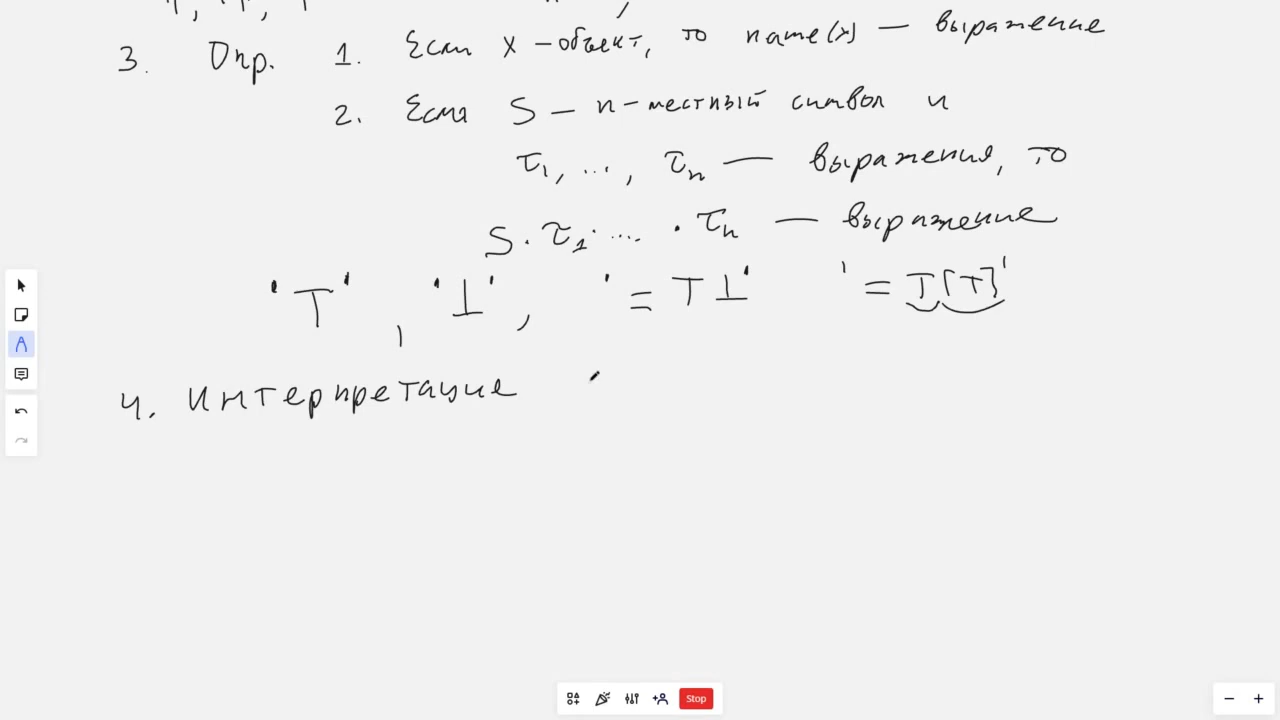 3. Опр. 1. Если x — объект, то name(x) — выражение
2. Если S — n-местный символ и
τ₁, ..., τₙ — выражения, то
S · τ₁ · ... · τₙ — выражение
'T', '⊥', '=T⊥' '=T[T]'
4. Интерпретация
Stop